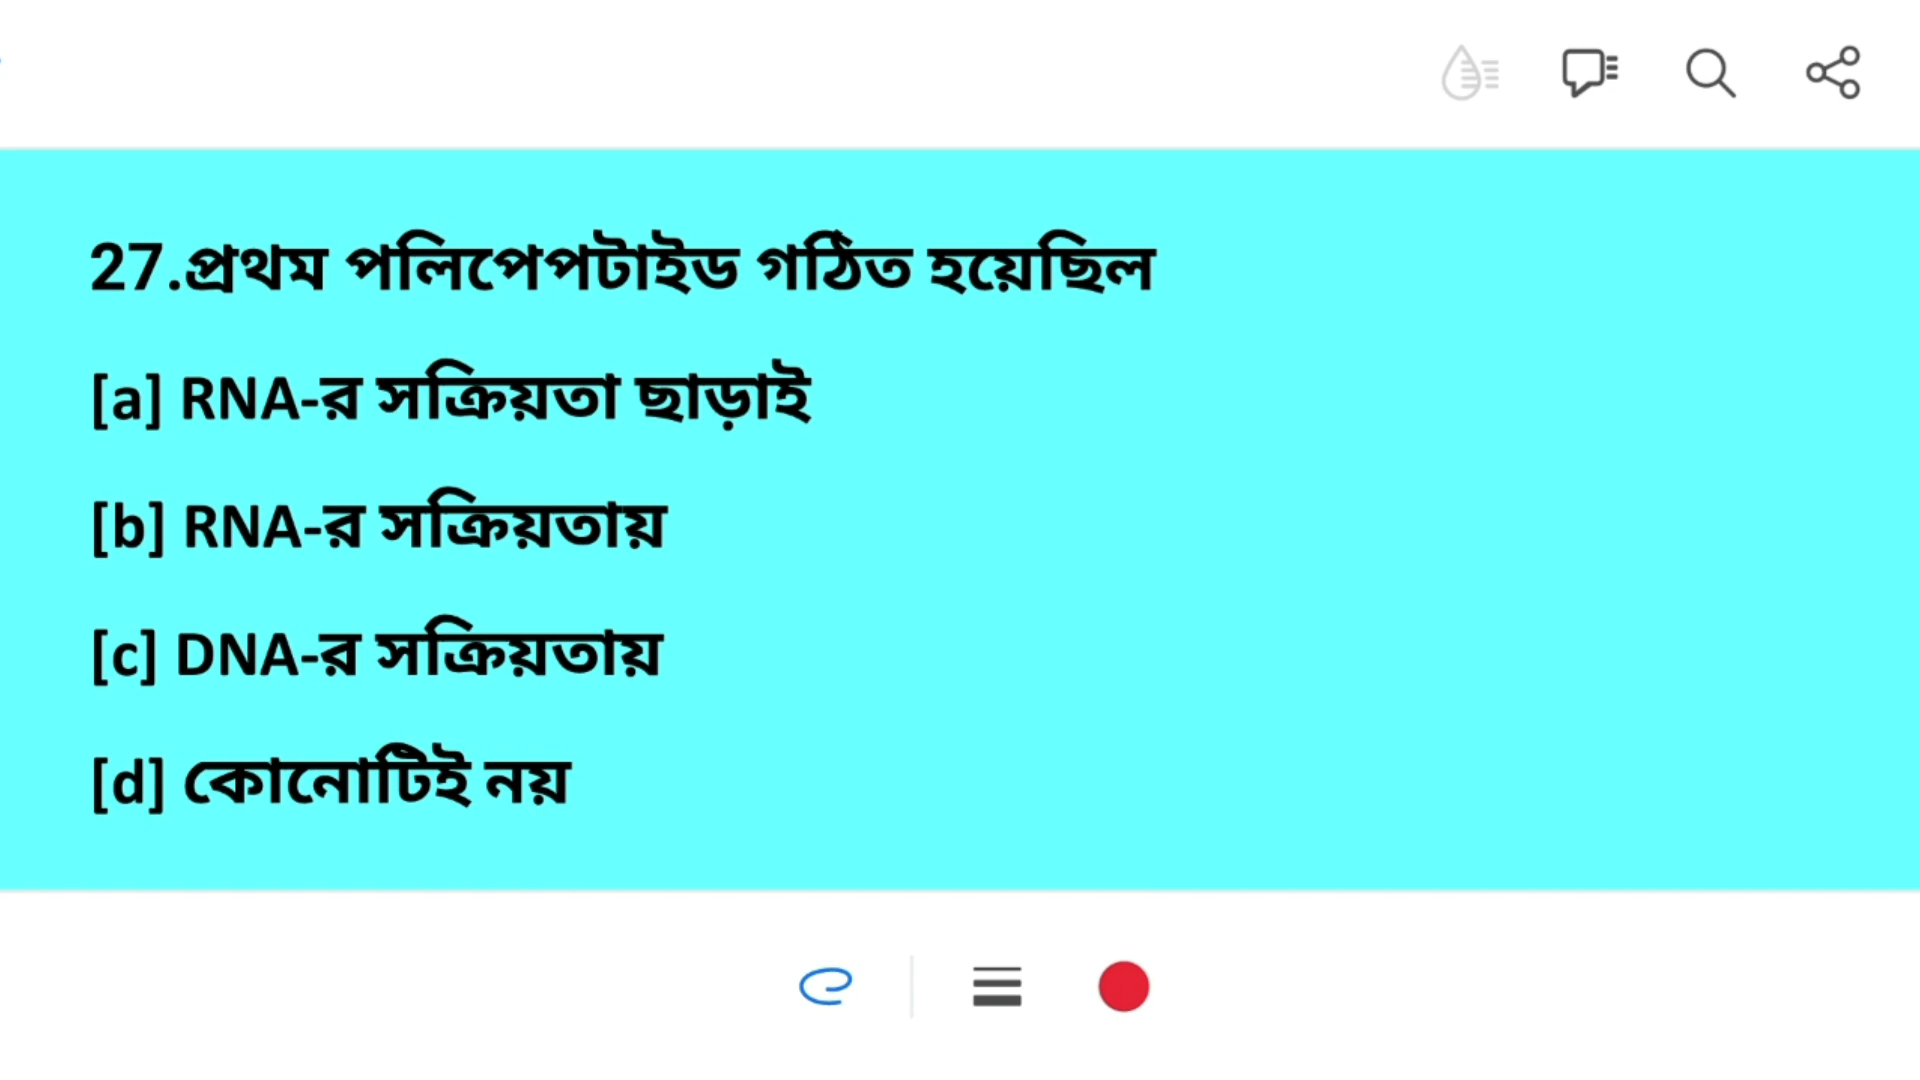 27.প্রথম পলিপেপটাইড গঠিত হয়েছিল
[a] RNA-র সক্রিয়তা ছাড়াই
[b] RNA-র সক্রিয়তায়
[c] DNA-র সক্রিয়তায়
[d] কোনোটিই নয়